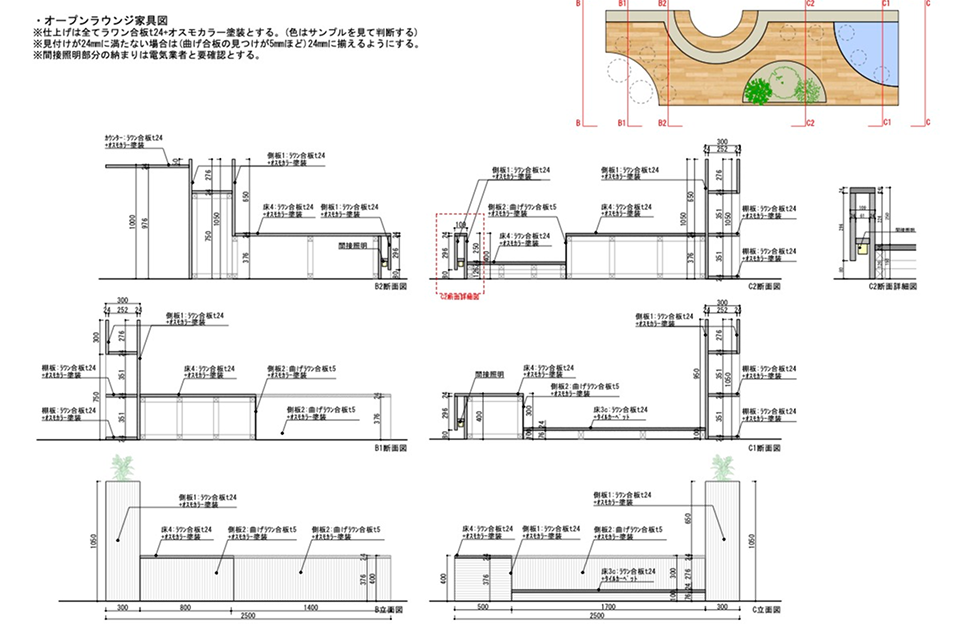 ・オープンラウンジ家具図
※仕上げは全てラワン合板t24+オスモカラー塗装とする。(色はサンプルを見て判断する)
※見付けが24mmに満たない場合は(曲げ合板の見つけが5mmほど)24mmに揃えるようにする。
※間接照明部分の納まりは電気業者と要確認とする。
B B1 B2 C2 C1 C
B B1 B2 C2 C1 C
カウンター:ラワン合板t24
+オスモカラー塗装
側板1:ラワン合板t24
+オスモカラー塗装
床4:ラワン合板t24
+オスモカラー塗装
側板1:ラワン合板t24
+オスモカラー塗装
間接照明
1000 976 750 1050 276 650 376 296 80
B2断面図
側板1:ラワン合板t24
+オスモカラー塗装
側板2:曲げラワン合板t5
+オスモカラー塗装
床4:ラワン合板t24
+オスモカラー塗装
側板1:ラワン合板t24
+オスモカラー塗装
床4:ラワン合板t24
+オスモカラー塗装
棚板:ラワン合板t24
+オスモカラー塗装
棚板:ラワン合板t24
+オスモカラー塗装
300
24 252 24
108 296 80 250 400 126 1050 376 276 351 1050 351
C2断面図
間接照明
C2断面詳細図
300
24 252 24
側板1:ラワン合板t24
+オスモカラー塗装
棚板:ラワン合板t24
+オスモカラー塗装
棚板:ラワン合板t24
+オスモカラー塗装
床4:ラワン合板t24
+オスモカラー塗装
側板2:曲げラワン合板t5
+オスモカラー塗装
側板2:曲げラワン合板t5
+オスモカラー塗装
300 276 750 351 351 376
B1断面図
300
24 252 24
側板1:ラワン合板t24
+オスモカラー塗装
間接照明
床4:ラワン合板t24
+オスモカラー塗装
側板2:曲げラワン合板t5
+オスモカラー塗装
床3c:ラワン合板t24
+タイルカーペット
棚板:ラワン合板t24
+オスモカラー塗装
棚板:ラワン合板t24
+オスモカラー塗装
296 80 400 300 100 76 24 950 100 276 351 1050 351
C1断面図
側板1:ラワン合板t24
+オスモカラー塗装
床4:ラワン合板t24
+オスモカラー塗装
側板2:曲げラワン合板t5
+オスモカラー塗装
側板2:曲げラワン合板t5
+オスモカラー塗装
1050 24 376 400
300 800 1400
2500
B立面図
側板1:ラワン合板t24
+オスモカラー塗装
床4:ラワン合板t24
+オスモカラー塗装
側板1:ラワン合板t24
+オスモカラー塗装
側板2:曲げラワン合板t5
+オスモカラー塗装
床3c:ラワン合板t24
+タイルカーペット
400 24 376 650 300 276 24 100 76 1050
500 1700 300
2500
C立面図